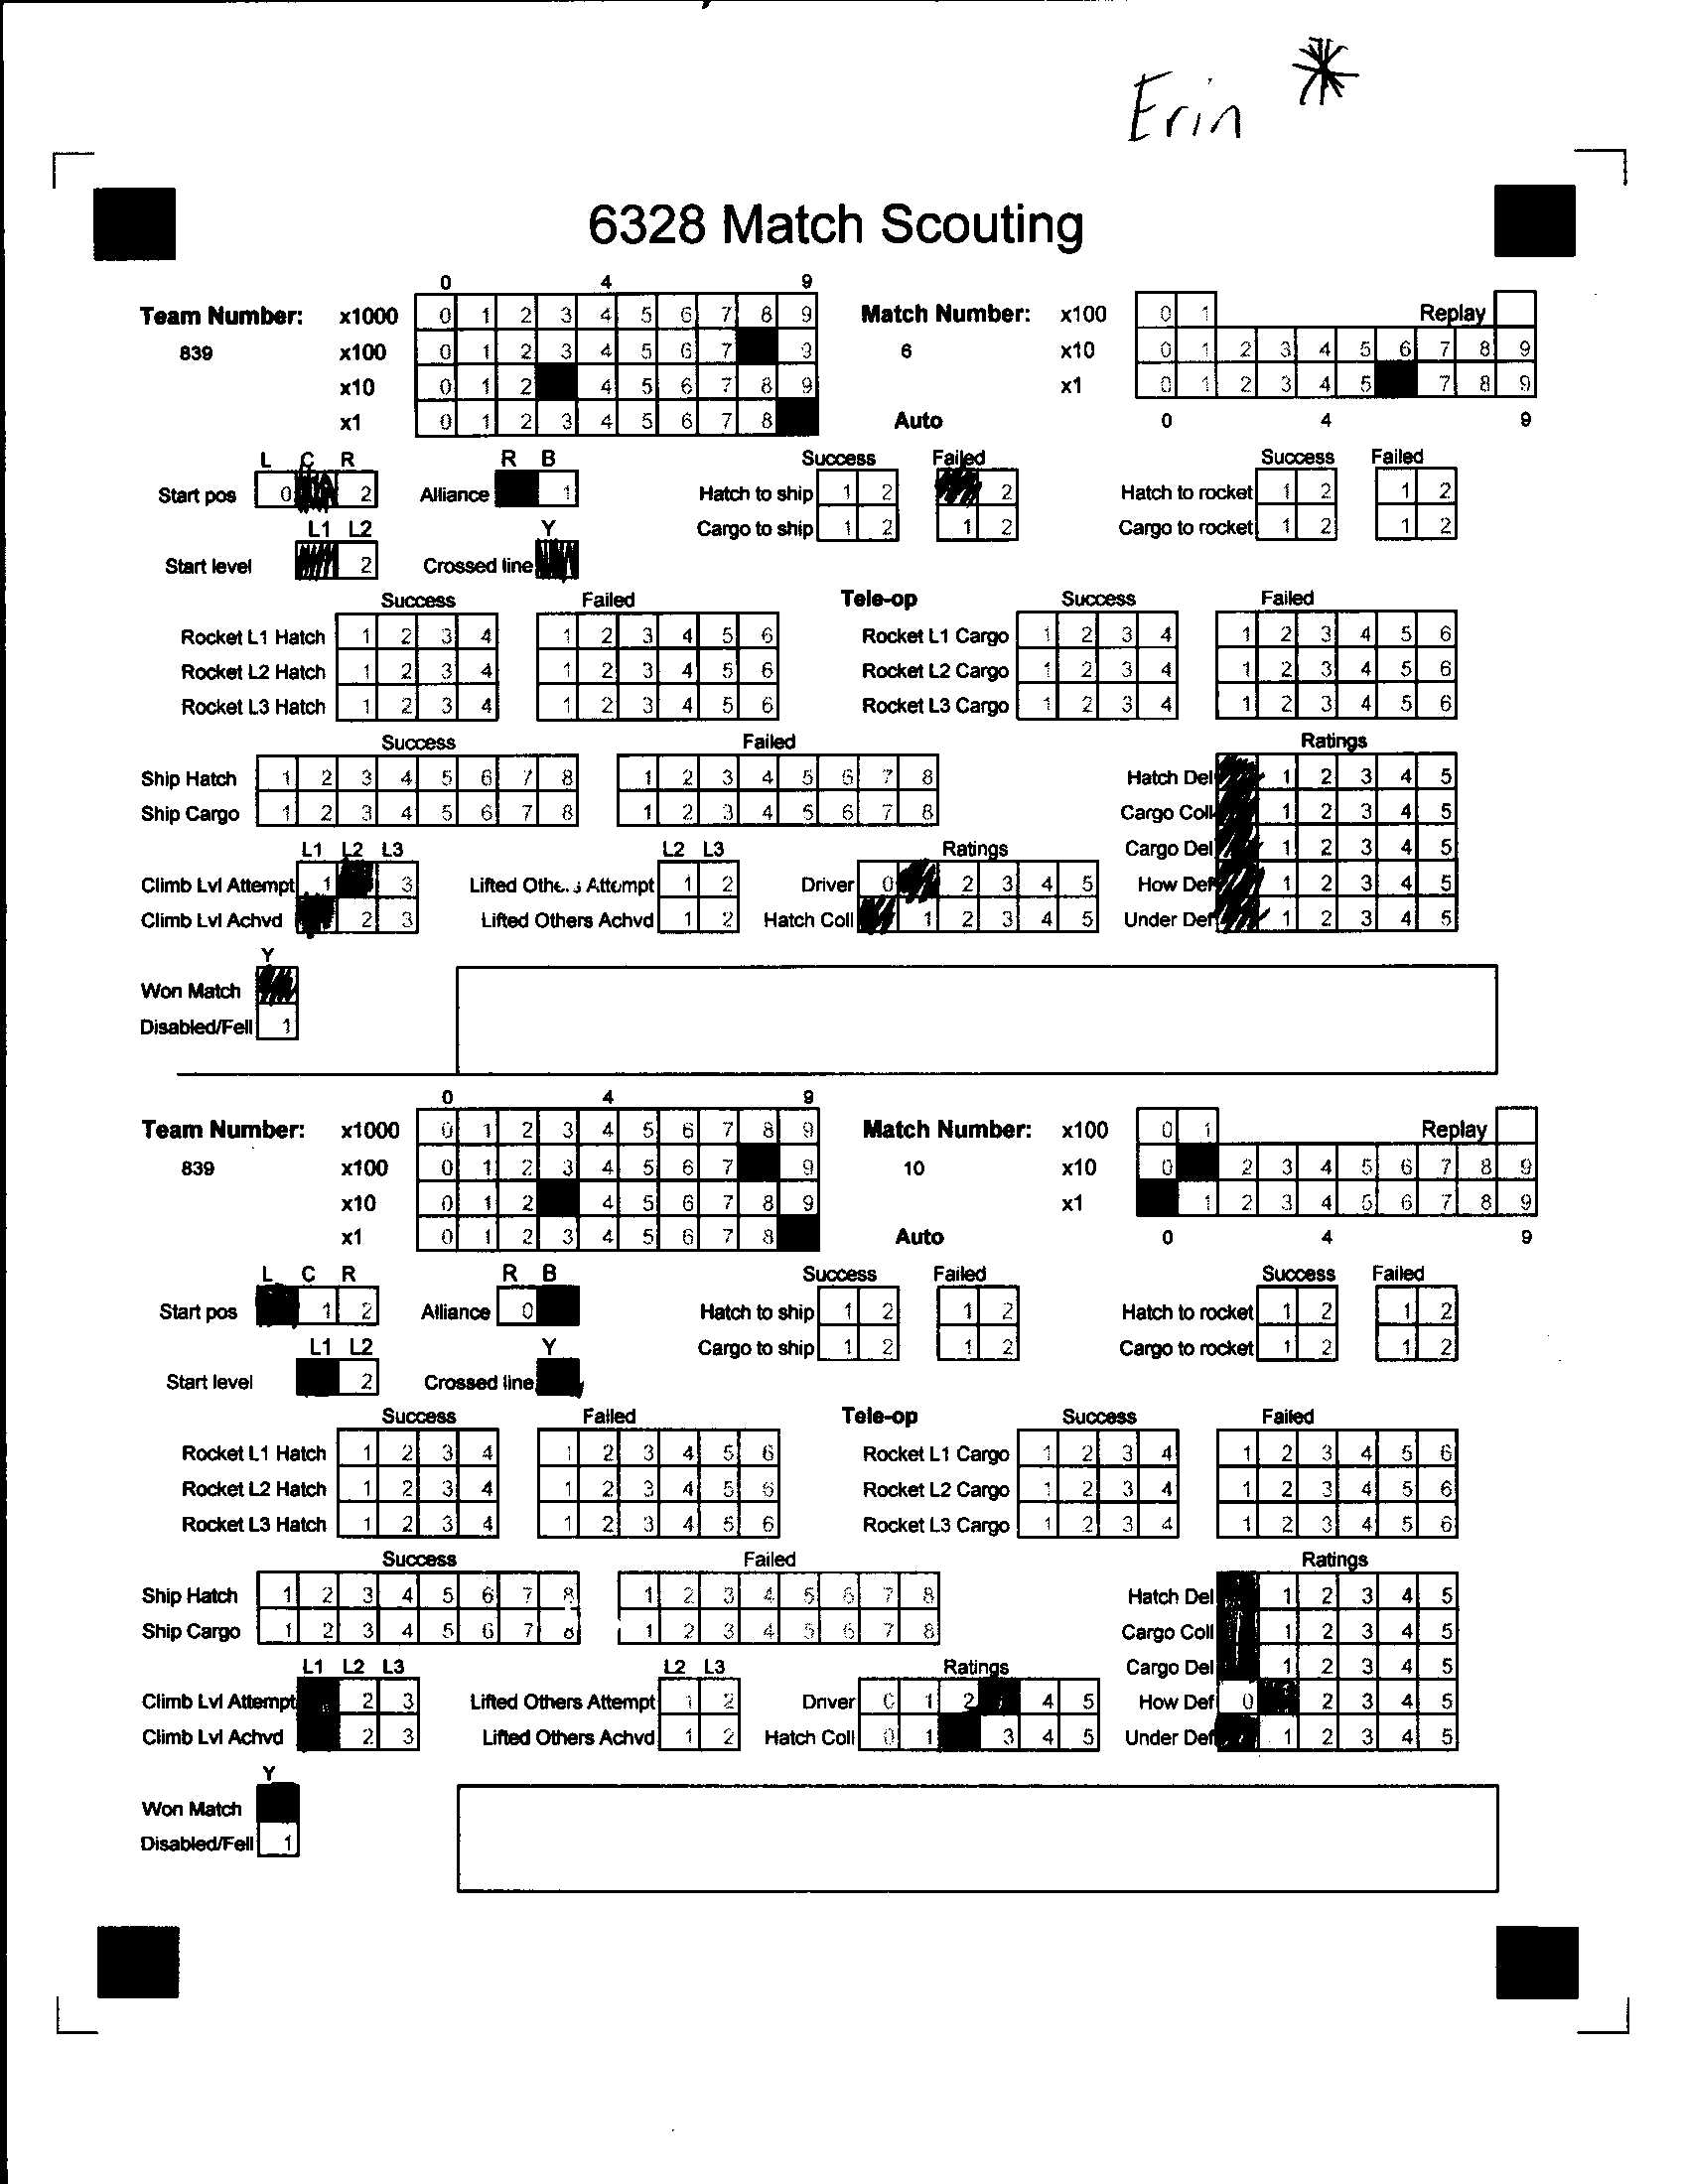 Erin *
6328 Match Scouting
0 4 9
Team Number: x1000 0 1 2 3 4 5 6 7 8 9 Match Number: x100 0 1 Replay
839 x100 0 1 2 3 4 5 6 7 9 6 x10 0 1 2 3 4 5 6 7 8 9
x10 0 1 2 4 5 6 7 8 9 x1 0 1 2 3 4 5 7 8 9
x1 0 1 2 3 4 5 6 7 8 Auto 0 4 9
L C R R B Success Failed Success Failed
Start pos 0 2 Alliance 1 Hatch to ship 1 2 2 Hatch to rocket 1 2 1 2
L1 L2 Y Cargo to ship 1 2 1 2 Cargo to rocket 1 2 1 2
Start level 2 Crossed line
Success Failed Tele-op Success Failed
Rocket L1 Hatch 1 2 3 4 1 2 3 4 5 6 Rocket L1 Cargo 1 2 3 4 1 2 3 4 5 6
Rocket L2 Hatch 1 2 3 4 1 2 3 4 5 6 Rocket L2 Cargo 1 2 3 4 1 2 3 4 5 6
Rocket L3 Hatch 1 2 3 4 1 2 3 4 5 6 Rocket L3 Cargo 1 2 3 4 1 2 3 4 5 6
Success Failed Ratings
Ship Hatch 1 2 3 4 5 6 7 8 1 2 3 4 5 6 7 8 Hatch Del 1 2 3 4 5
Ship Cargo 1 2 3 4 5 6 7 8 1 2 3 4 5 6 7 8 Cargo Coll 1 2 3 4 5
L1 L2 L3 L2 L3 Ratings Cargo Del 1 2 3 4 5
Climb Lvl Attempt 1 3 Lifted Others Attempt 1 2 Driver 0 2 3 4 5 How Def 1 2 3 4 5
Climb Lvl Achvd 2 3 Lifted Others Achvd 1 2 Hatch Coll 1 2 3 4 5 Under Def 1 2 3 4 5
Y
Won Match
Disabled/Fell 1
0 4 9
Team Number: x1000 0 1 2 3 4 5 6 7 8 9 Match Number: x100 0 1 Replay
839 x100 0 1 2 3 4 5 6 7 9 10 x10 0 2 3 4 5 6 7 8 9
x10 0 1 2 4 5 6 7 8 9 x1 1 2 3 4 5 6 7 8 9
x1 0 1 2 3 4 5 6 7 8 Auto 0 4 9
L C R R B Success Failed Success Failed
Start pos 1 2 Alliance 0 Hatch to ship 1 2 1 2 Hatch to rocket 1 2 1 2
L1 L2 Y Cargo to ship 1 2 1 2 Cargo to rocket 1 2 1 2
Start level 2 Crossed line
Success Failed Tele-op Success Failed
Rocket L1 Hatch 1 2 3 4 1 2 3 4 5 6 Rocket L1 Cargo 1 2 3 4 1 2 3 4 5 6
Rocket L2 Hatch 1 2 3 4 1 2 3 4 5 6 Rocket L2 Cargo 1 2 3 4 1 2 3 4 5 6
Rocket L3 Hatch 1 2 3 4 1 2 3 4 5 6 Rocket L3 Cargo 1 2 3 4 1 2 3 4 5 6
Success Failed Ratings
Ship Hatch 1 2 3 4 5 6 7 8 1 2 3 4 5 6 7 8 Hatch Del 1 2 3 4 5
Ship Cargo 1 2 3 4 5 6 7 8 1 2 3 4 5 6 7 8 Cargo Coll 1 2 3 4 5
L1 L2 L3 L2 L3 Ratings Cargo Del 1 2 3 4 5
Climb Lvl Attempt 2 3 Lifted Others Attempt 1 2 Driver 0 1 2 4 5 How Def 0 2 3 4 5
Climb Lvl Achvd 2 3 Lifted Others Achvd 1 2 Hatch Coll 0 1 3 4 5 Under Def 1 2 3 4 5
Y
Won Match
Disabled/Fell 1